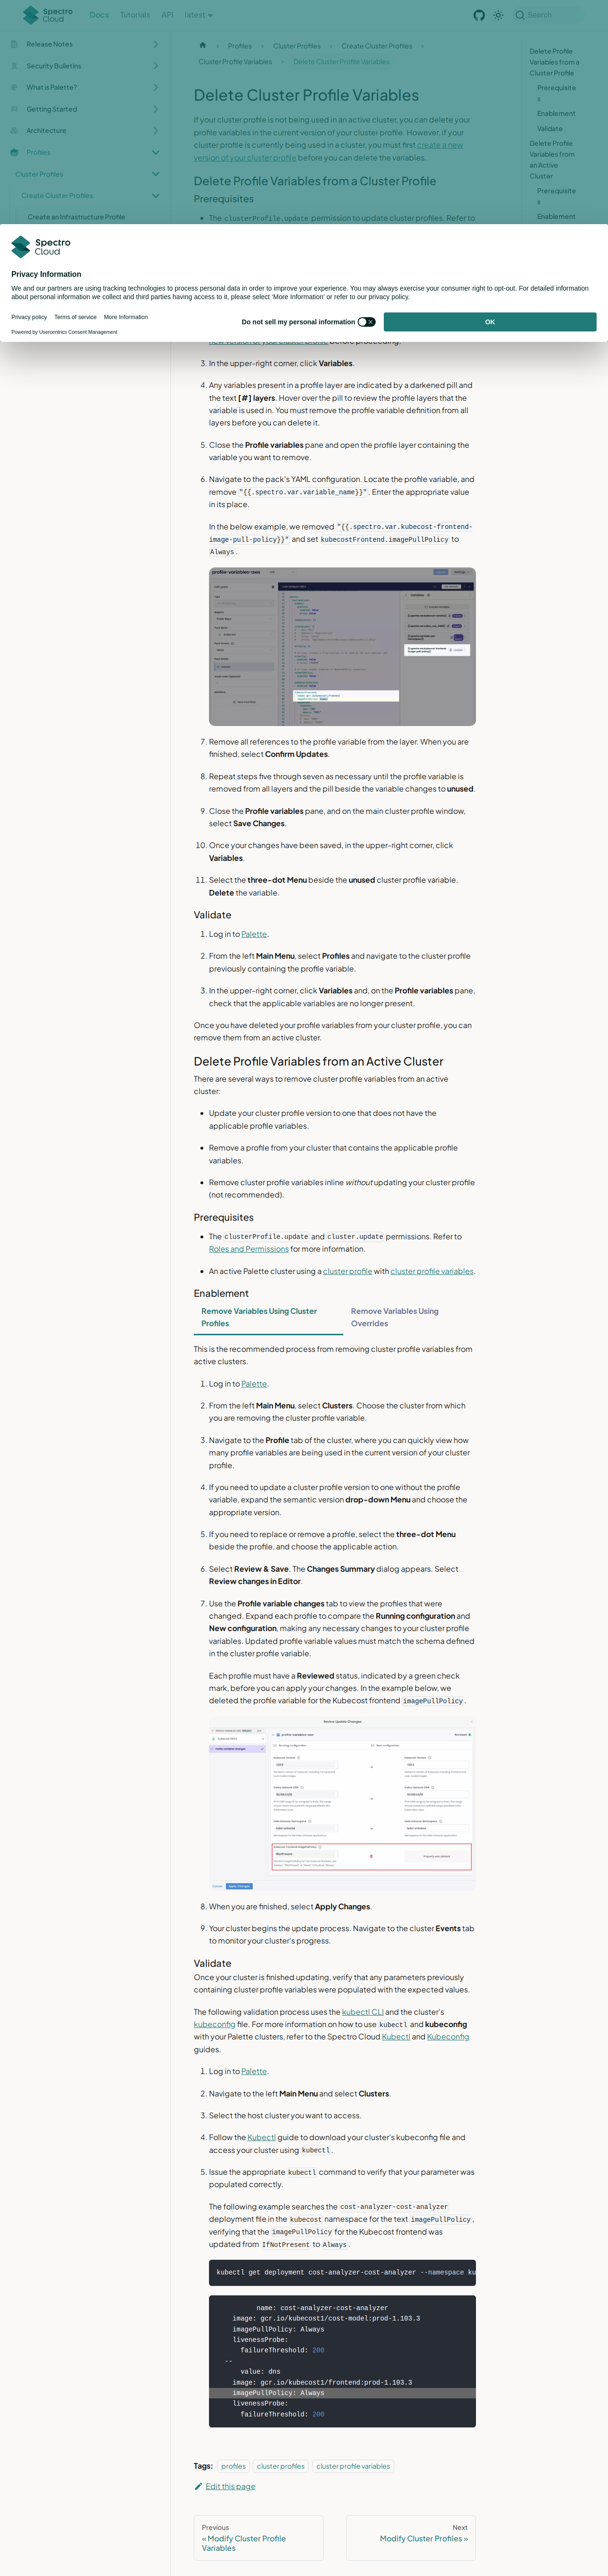 Spectro Cloud
Docs
Tutorials
API
latest
Search
Release Notes
Security Bulletins
What is Palette?
Getting Started
Architecture
Profiles
Cluster Profiles
Create Cluster Profiles
Create an Infrastructure Profile
Profiles
Cluster Profiles
Create Cluster Profiles
Cluster Profile Variables
Delete Cluster Profile Variables
Delete Profile Variables from a Cluster Profile
Prerequisites
Enablement
Validate
Delete Profile Variables from an Active Cluster
Prerequisites
Enablement
Delete Cluster Profile Variables
If your cluster profile is not being used in an active cluster, you can delete your
profile variables in the current version of your cluster profile. However, if your
cluster profile is currently being used in a cluster, you must first create a new
version of your cluster profile before you can delete the variables.
Delete Profile Variables from a Cluster Profile
Prerequisites
The clusterProfile.update permission to update cluster profiles. Refer to
Spectro Cloud
Privacy Information
We and our partners are using tracking technologies to process personal data in order to improve your experience. You may always exercise your consumer right to opt-out. For detailed information
about personal information we collect and third parties having access to it, please select 'More Information' or refer to our privacy policy.
Privacy policy
Terms of service
More Information
Powered by Usercentrics Consent Management
Do not sell my personal information
OK
new version of your cluster profile before proceeding.
3. In the upper-right corner, click Variables.
4. Any variables present in a profile layer are indicated by a darkened pill and
the text [#] layers. Hover over the pill to review the profile layers that the
variable is used in. You must remove the profile variable definition from all
layers before you can delete it.
5. Close the Profile variables pane and open the profile layer containing the
variable you want to remove.
6. Navigate to the pack's YAML configuration. Locate the profile variable, and
remove "{{.spectro.var.variable_name}}". Enter the appropriate value
in its place.
In the below example, we removed "{{.spectro.var.kubecost-frontend-
image-pull-policy}}" and set kubecostFrontend.imagePullPolicy to
Always.
profile-variables-aws
7. Remove all references to the profile variable from the layer. When you are
finished, select Confirm Updates.
8. Repeat steps five through seven as necessary until the profile variable is
removed from all layers and the pill beside the variable changes to unused.
9. Close the Profile variables pane, and on the main cluster profile window,
select Save Changes.
10. Once your changes have been saved, in the upper-right corner, click
Variables.
11. Select the three-dot Menu beside the unused cluster profile variable.
Delete the variable.
Validate
1. Log in to Palette.
2. From the left Main Menu, select Profiles and navigate to the cluster profile
previously containing the profile variable.
3. In the upper-right corner, click Variables and, on the Profile variables pane,
check that the applicable variables are no longer present.
Once you have deleted your profile variables from your cluster profile, you can
remove them from an active cluster.
Delete Profile Variables from an Active Cluster
There are several ways to remove cluster profile variables from an active
cluster:
Update your cluster profile version to one that does not have the
applicable profile variables.
Remove a profile from your cluster that contains the applicable profile
variables.
Remove cluster profile variables inline without updating your cluster profile
(not recommended).
Prerequisites
The clusterProfile.update and cluster.update permissions. Refer to
Roles and Permissions for more information.
An active Palette cluster using a cluster profile with cluster profile variables.
Enablement
Remove Variables Using Cluster
Profiles
Remove Variables Using
Overrides
This is the recommended process from removing cluster profile variables from
active clusters.
1. Log in to Palette.
2. From the left Main Menu, select Clusters. Choose the cluster from which
you are removing the cluster profile variable.
3. Navigate to the Profile tab of the cluster, where you can quickly view how
many profile variables are being used in the current version of your cluster
profile.
4. If you need to update a cluster profile version to one without the profile
variable, expand the semantic version drop-down Menu and choose the
appropriate version.
5. If you need to replace or remove a profile, select the three-dot Menu
beside the profile, and choose the applicable action.
6. Select Review & Save. The Changes Summary dialog appears. Select
Review changes in Editor.
7. Use the Profile variable changes tab to view the profiles that were
changed. Expand each profile to compare the Running configuration and
New configuration, making any necessary changes to your cluster profile
variables. Updated profile variable values must match the schema defined
in the cluster profile variable.
Each profile must have a Reviewed status, indicated by a green check
mark, before you can apply your changes. In the example below, we
deleted the profile variable for the Kubecost frontend imagePullPolicy.
Review Update Changes
Profile variable changes
profile-variables-aws
Running configuration
New configuration
8. When you are finished, select Apply Changes.
9. Your cluster begins the update process. Navigate to the cluster Events tab
to monitor your cluster's progress.
Validate
Once your cluster is finished updating, verify that any parameters previously
containing cluster profile variables were populated with the expected values.
The following validation process uses the kubectl CLI and the cluster's
kubeconfig file. For more information on how to use kubectl and kubeconfig
with your Palette clusters, refer to the Spectro Cloud Kubectl and Kubeconfig
guides.
1. Log in to Palette.
2. Navigate to the left Main Menu and select Clusters.
3. Select the host cluster you want to access.
4. Follow the Kubectl guide to download your cluster's kubeconfig file and
access your cluster using kubectl.
5. Issue the appropriate kubectl command to verify that your parameter was
populated correctly.
The following example searches the cost-analyzer-cost-analyzer
deployment file in the kubecost namespace for the text imagePullPolicy,
verifying that the imagePullPolicy for the Kubecost frontend was
updated from IfNotPresent to Always.
kubectl get deployment cost-analyzer-cost-analyzer --namespace ku
name: cost-analyzer-cost-analyzer
image: gcr.io/kubecost1/cost-model:prod-1.103.3
imagePullPolicy: Always
livenessProbe:
failureThreshold: 200
--
value: dns
image: gcr.io/kubecost1/frontend:prod-1.103.3
imagePullPolicy: Always
livenessProbe:
failureThreshold: 200
Tags: profiles cluster profiles cluster profile variables
Edit this page
Previous
« Modify Cluster Profile
Variables
Next
Modify Cluster Profiles »